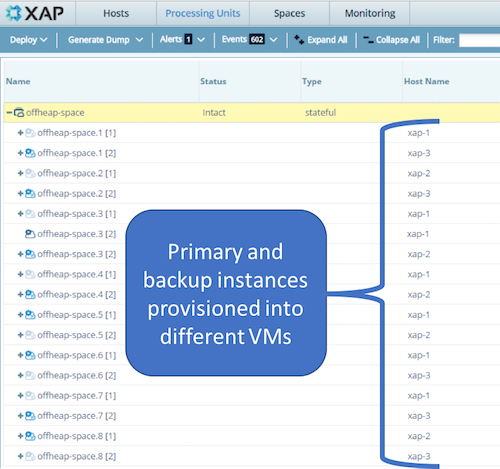 XAP Hosts Processing Units Spaces Monitoring
Deploy Generate Dump Alerts 1 Events 602 Expand All Collapse All Filter:
Name Status Type Host Name
offheap-space Intact stateful
offheap-space.1 [1] xap-1
offheap-space.1 [2] xap-3
offheap-space.2 [1] xap-2
offheap-space.2 [2] xap-3
offheap-space.3 [1] xap-1
offheap-space.3 [2] xap-1
offheap-space.3 [2] xap-2
offheap-space.4 [1] xap-1
offheap-space.4 [2] xap-2
offheap-space.5 [1] xap-1
offheap-space.5 [2] xap-2
offheap-space.6 [1] xap-1
offheap-space.6 [2] xap-3
offheap-space.7 [1] xap-1
offheap-space.7 [2] xap-3
offheap-space.8 [1] xap-2
offheap-space.8 [2] xap-3
Primary and
backup instances
provisioned into
different VMs